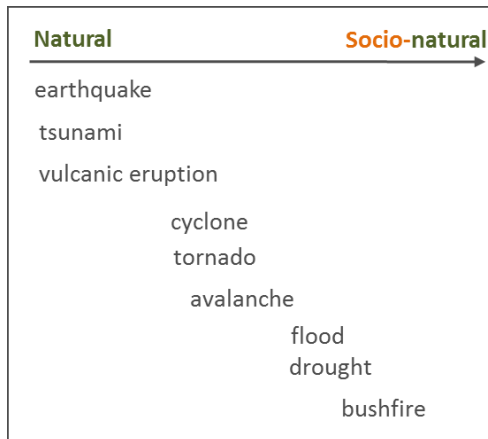 Natural Socio-natural
earthquake
tsunami
vulcanic eruption
cyclone
tornado
avalanche
flood
drought
bushfire